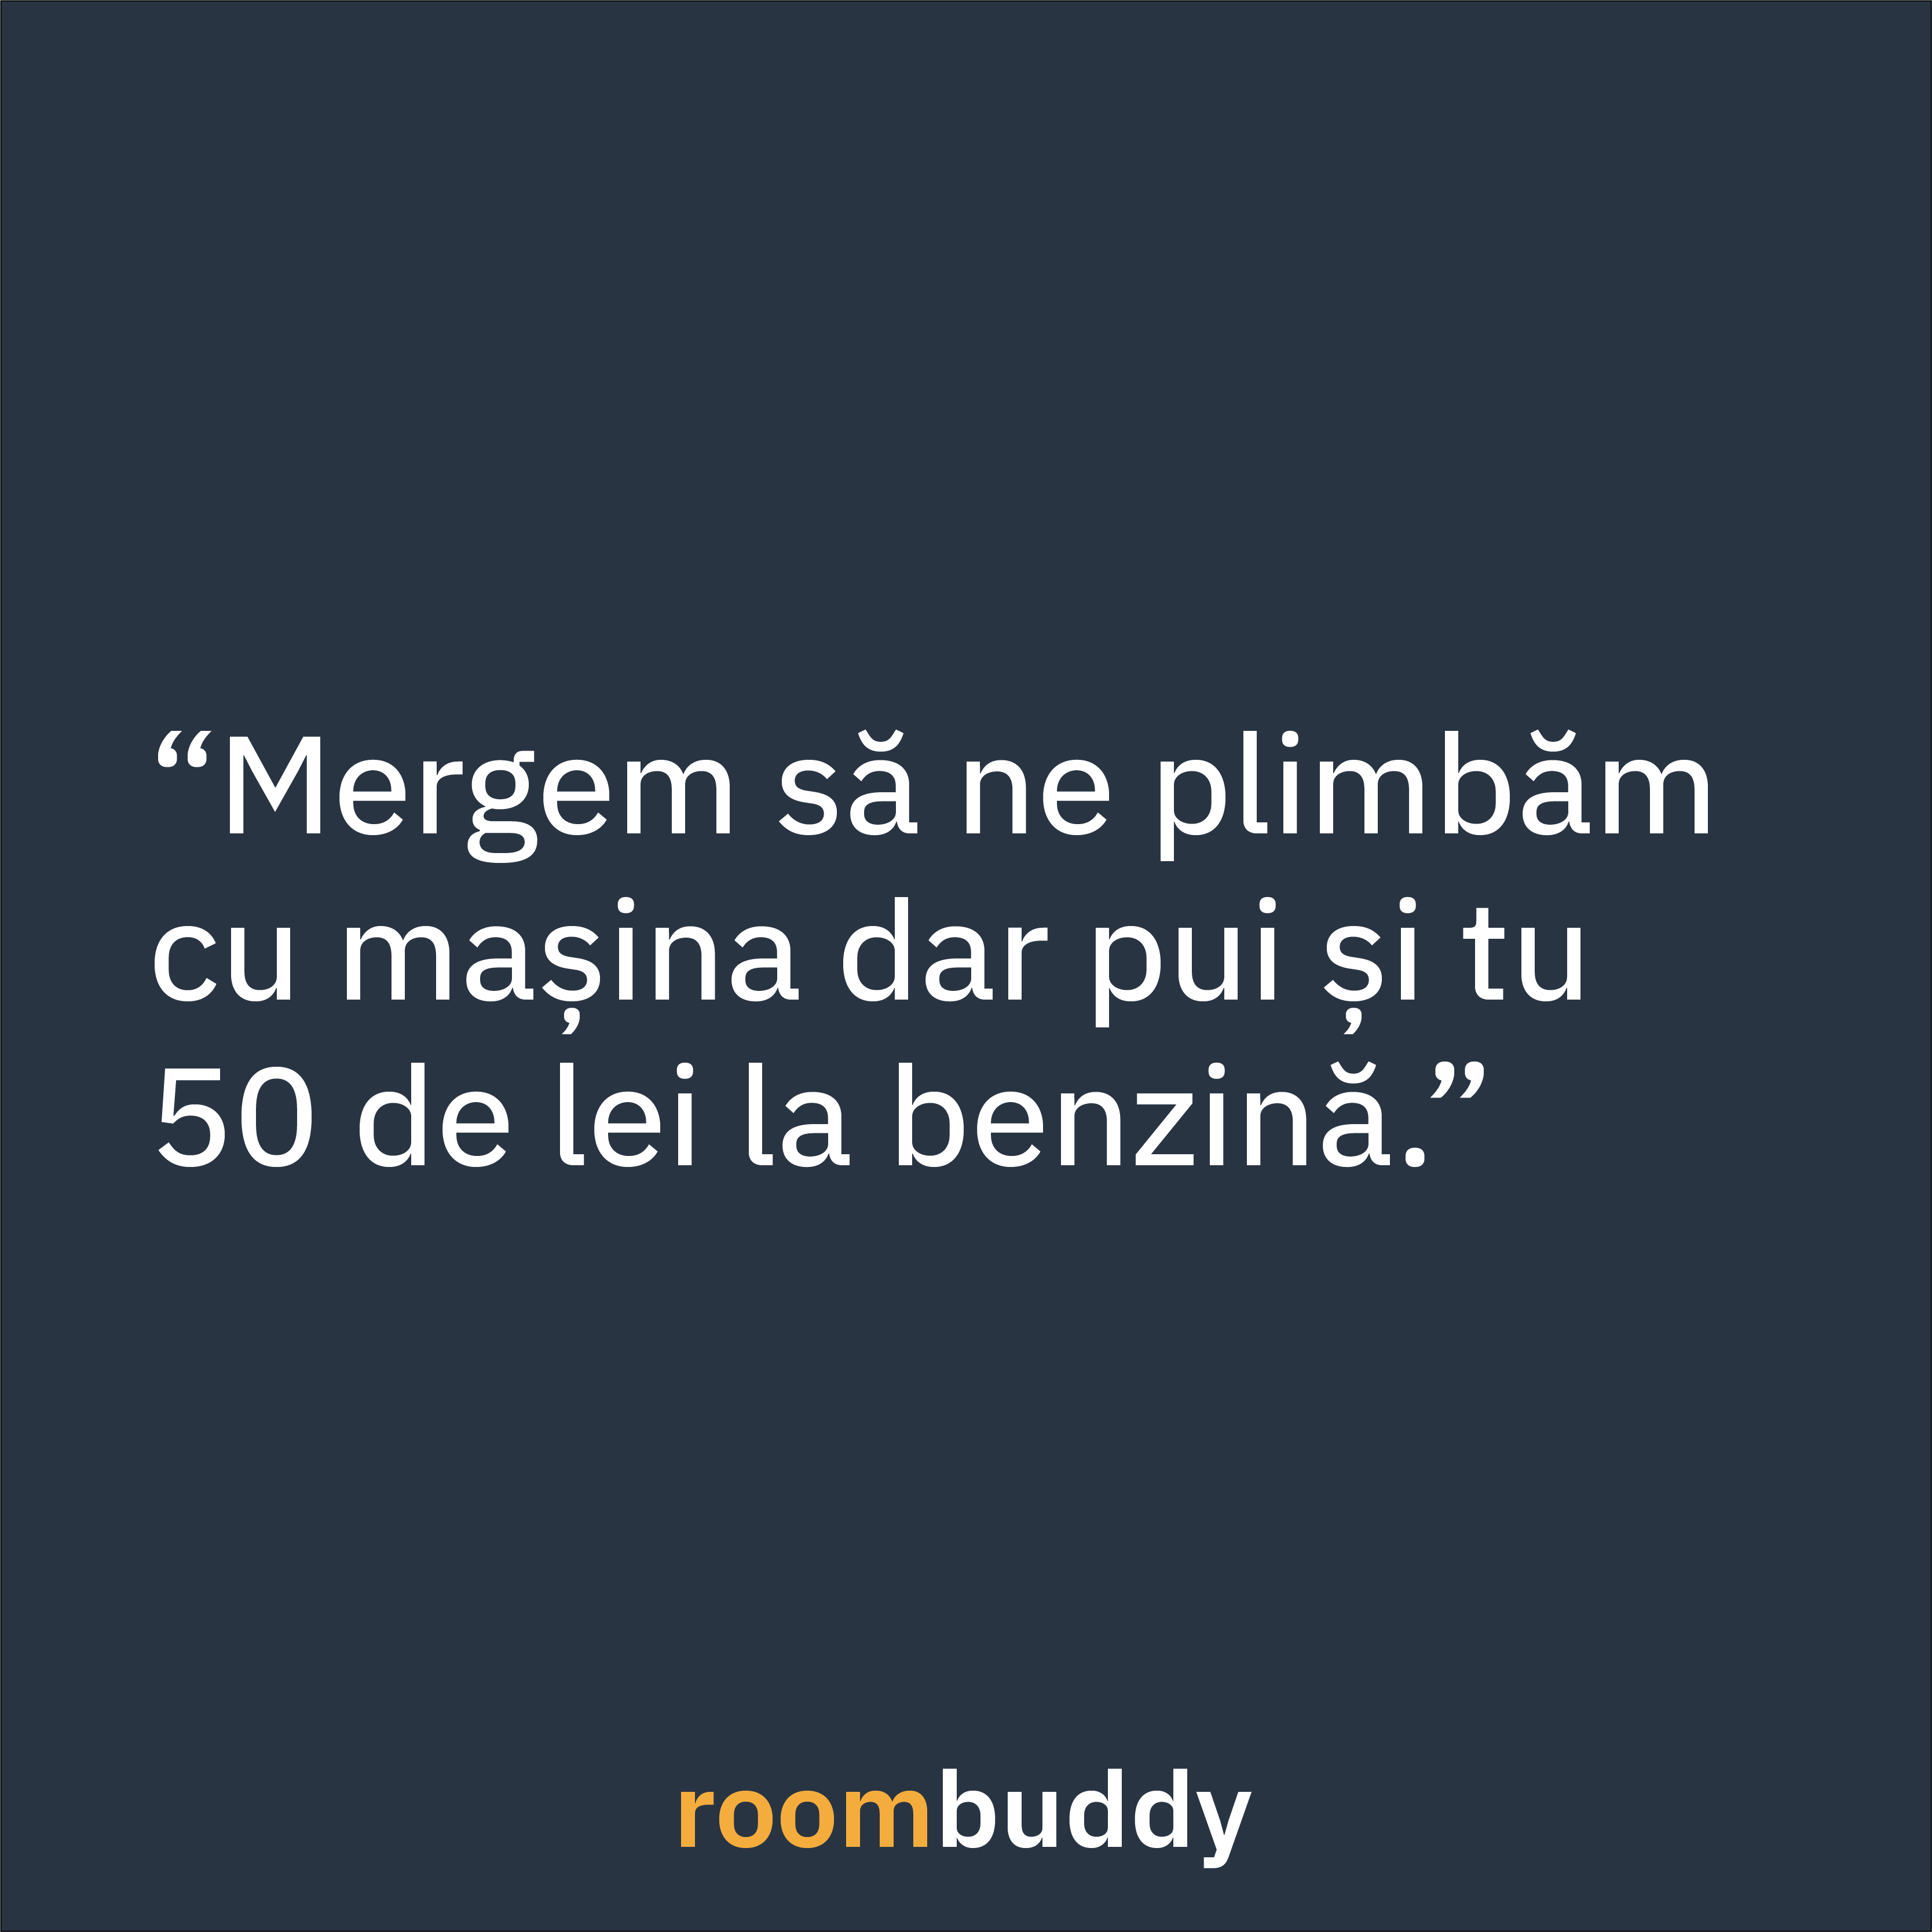 “Mergem să ne plimbăm
cu mașina dar pui și tu
50 de lei la benzină.”
roombuddy